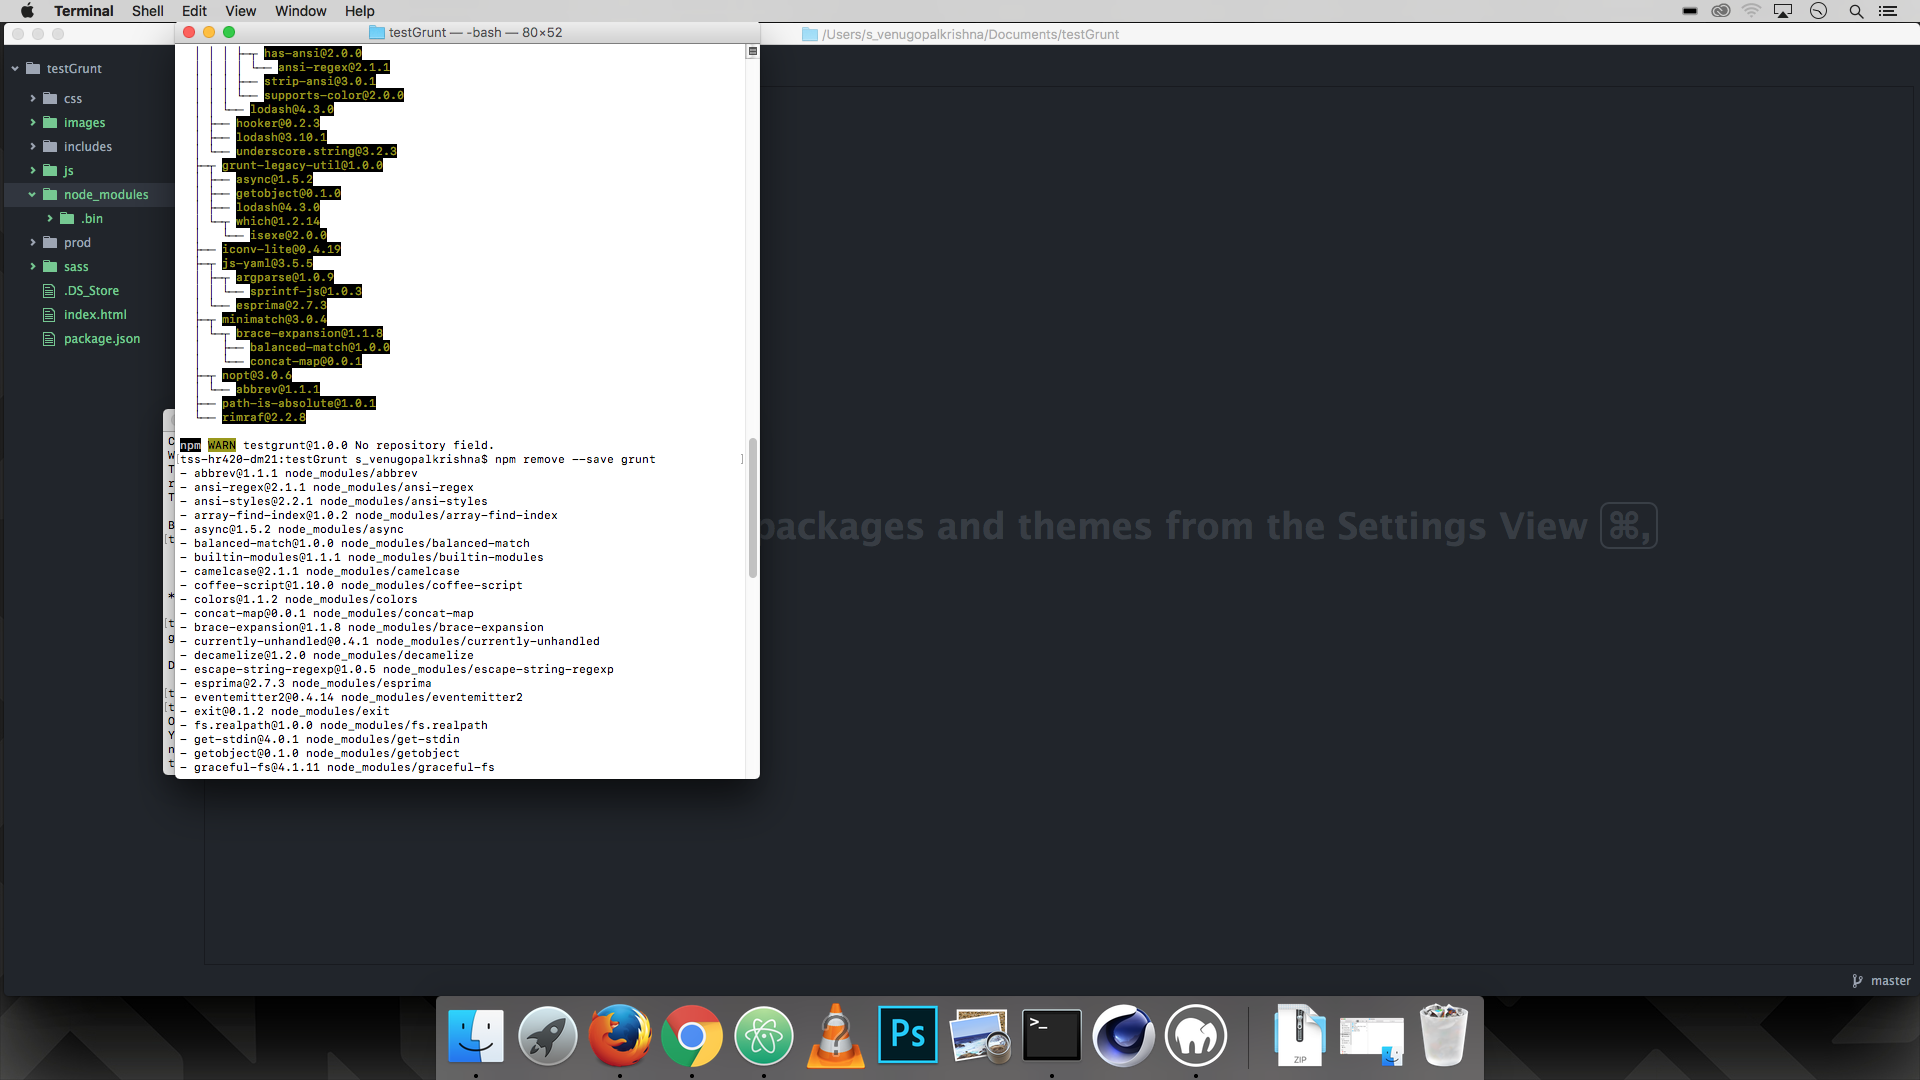 Terminal Shell Edit View Window Help
testGrunt — -bash — 80×52
/Users/s_venugopalkrishna/Documents/testGrunt
testGrunt
css
images
includes
js
node_modules
.bin
prod
sass
.DS_Store
index.html
package.json
has-ansi@2.0.0
ansi-regex@2.1.1
strip-ansi@3.0.1
supports-color@2.0.0
lodash@4.3.0
hooker@0.2.3
lodash@3.10.1
underscore.string@3.2.3
grunt-legacy-util@1.0.0
async@1.5.2
getobject@0.1.0
lodash@4.3.0
which@1.2.14
isexe@2.0.0
iconv-lite@0.4.19
js-yaml@3.5.5
argparse@1.0.9
sprintf-js@1.0.3
esprima@2.7.3
minimatch@3.0.4
brace-expansion@1.1.8
balanced-match@1.0.0
concat-map@0.0.1
nopt@3.0.6
abbrev@1.1.1
path-is-absolute@1.0.1
rimraf@2.2.8
npm WARN testgrunt@1.0.0 No repository field.
[tss-hr420-dm21:testGrunt s_venugopalkrishna$ npm remove --save grunt ]
- abbrev@1.1.1 node_modules/abbrev
- ansi-regex@2.1.1 node_modules/ansi-regex
- ansi-styles@2.2.1 node_modules/ansi-styles
- array-find-index@1.0.2 node_modules/array-find-index
- async@1.5.2 node_modules/async
- balanced-match@1.0.0 node_modules/balanced-match
- builtin-modules@1.1.1 node_modules/builtin-modules
- camelcase@2.1.1 node_modules/camelcase
- coffee-script@1.10.0 node_modules/coffee-script
- colors@1.1.2 node_modules/colors
- concat-map@0.0.1 node_modules/concat-map
- brace-expansion@1.1.8 node_modules/brace-expansion
- currently-unhandled@0.4.1 node_modules/currently-unhandled
- decamelize@1.2.0 node_modules/decamelize
- escape-string-regexp@1.0.5 node_modules/escape-string-regexp
- esprima@2.7.3 node_modules/esprima
- eventemitter2@0.4.14 node_modules/eventemitter2
- exit@0.1.2 node_modules/exit
- fs.realpath@1.0.0 node_modules/fs.realpath
- get-stdin@4.0.1 node_modules/get-stdin
- getobject@0.1.0 node_modules/getobject
- graceful-fs@4.1.11 node_modules/graceful-fs
packages and themes from the Settings View ⌘,
master
Ps
>_
ZIP